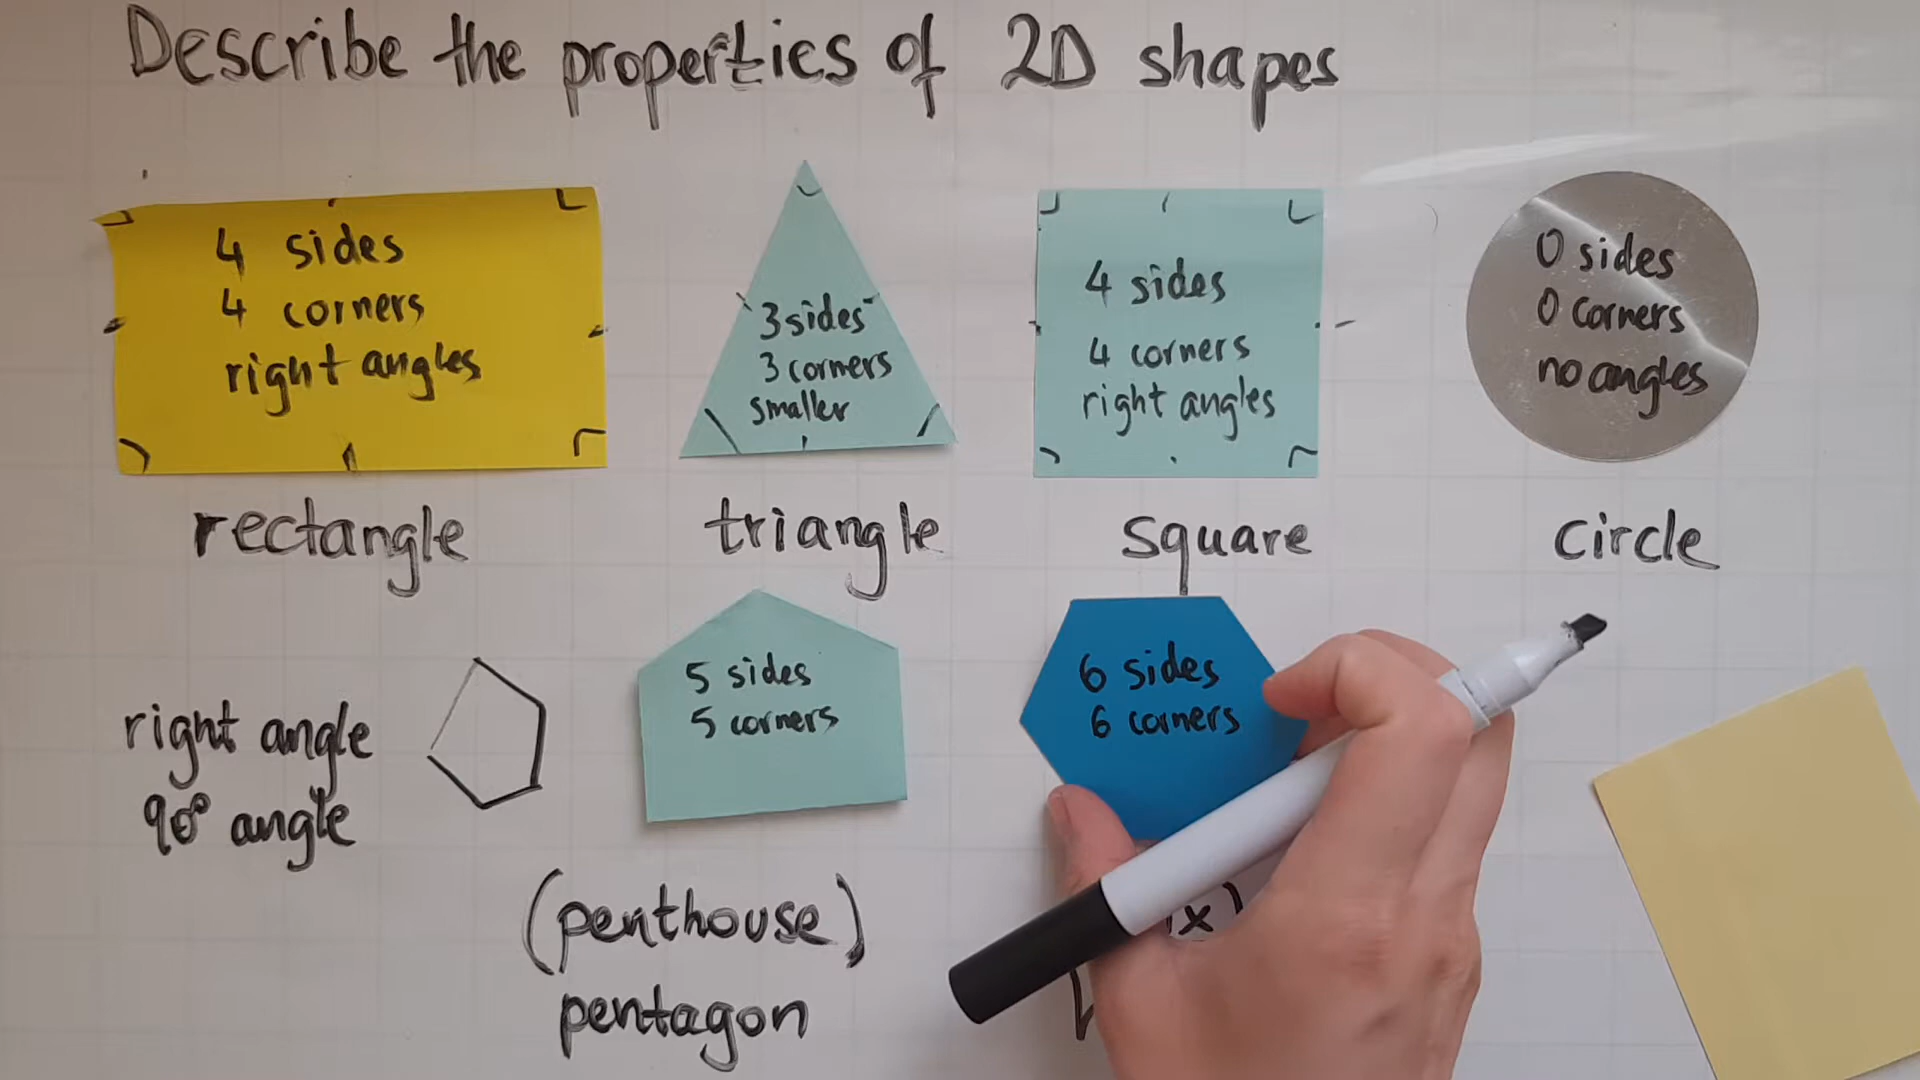 Describe the properties of 2D shapes
4 sides
4 corners
right angles
3 sides
3 corners
smaller
4 sides
4 corners
right angles
0 sides
0 corners
no angles
rectangle
triangle
square
circle
right angle
90° angle
5 sides
5 corners
6 sides
6 corners
(penthouse)
pentagon